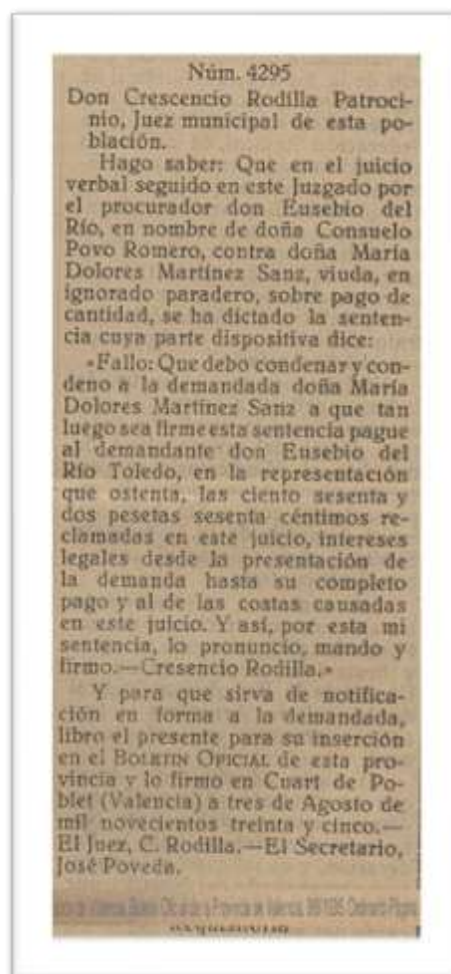 Núm. 4295
Don Crescencio Rodilla Patroci-
nio, Juez municipal de esta po-
blación.
Hago saber: Que en el juicio
verbal seguido en este Juzgado por
el procurador don Eusebio del
Río, en nombre de doña Consuelo
Povo Romero, contra doña María
Dolores Martínez Sanz, viuda, en
ignorado paradero, sobre pago de
cantidad, se ha dictado la senten-
cia cuya parte dispositiva dice:
«Fallo: Que debo condenar y con-
deno a la demandada doña María
Dolores Martínez Sanz a que tan
luego sea firme esta sentencia pague
al demandante don Eusebio del
Río Toledo, en la representación
que ostenta, las ciento sesenta y
dos pesetas sesenta céntimos re-
clamadas en este juicio, intereses
legales desde la presentación de
la demanda hasta su completo
pago y al de las costas causadas
en este juicio. Y así, por esta mi
sentencia, lo pronuncio, mando y
firmo.—Cresencio Rodilla.»
Y para que sirva de notifica-
ción en forma a la demandada,
libro el presente para su inserción
en el BOLETIN OFICIAL de esta pro-
vincia y lo firmo en Cuart de Po-
blet (Valencia) a tres de Agosto de
mil novecientos treinta y cinco.—
El Juez, C. Rodilla.—El Secretario,
José Poveda.